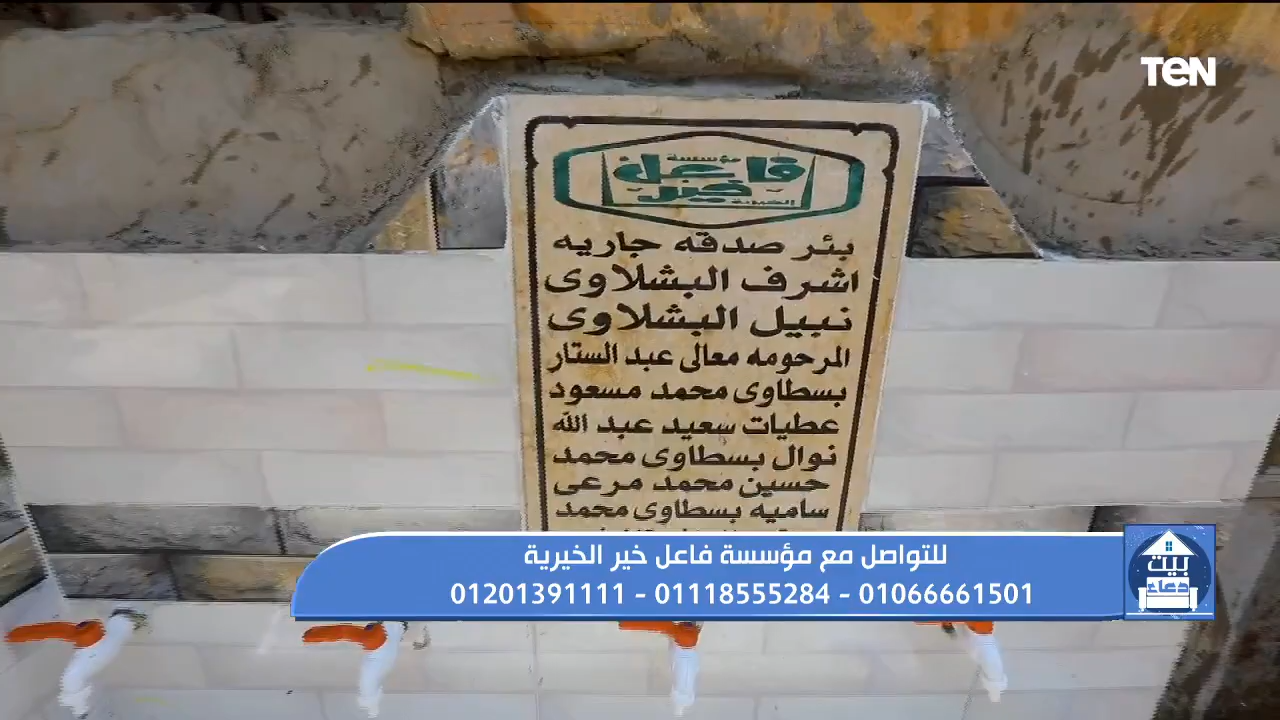 TEN
مؤسسة
فاعل
خير
الخيرية
بئر صدقه جاريه
اشرف البشلاوى
نبيل البشلاوى
المرحومه معالى عبد الستار
بسطاوى محمد مسعود
عطيات سعيد عبد الله
نوال بسطاوى محمد
حسين محمد مرعى
ساميه بسطاوى محمد
للتواصل مع مؤسسة فاعل خير الخيرية
01201391111 - 01118555284 - 01066661501
بيت
دعاء